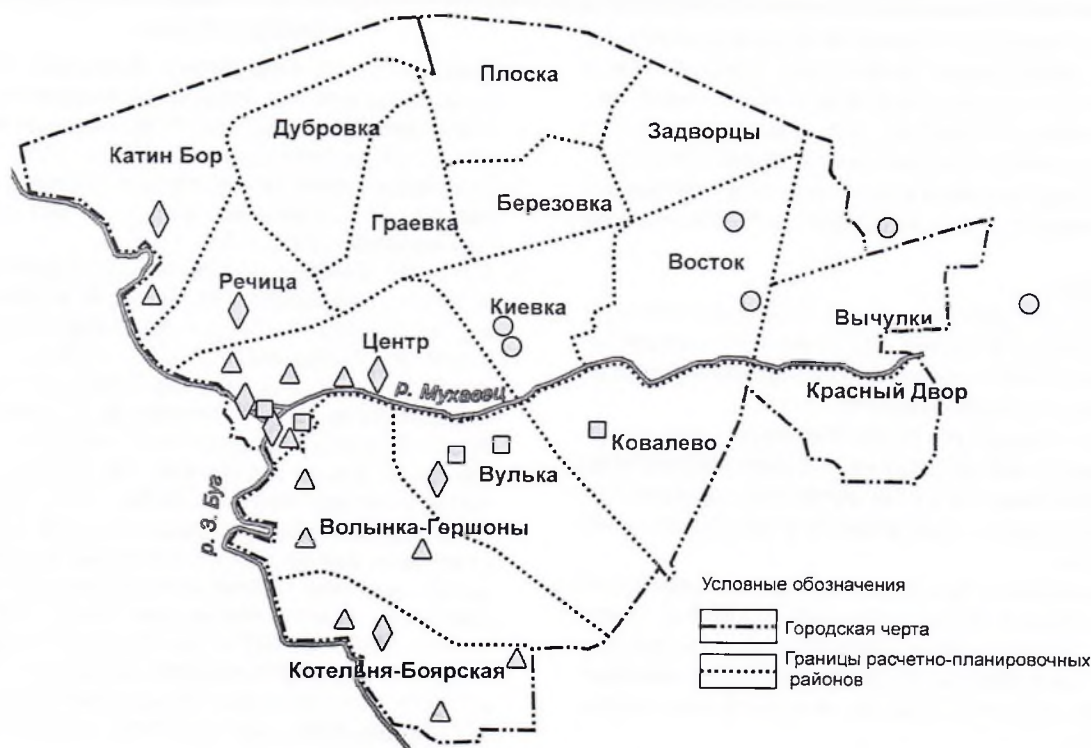 Плоска
Дубровка
Задворцы
Катин Бор
Березовка
Граевка
Восток
Речица
Киевка
Вычулки
Центр
р. Мухавец
Красный Двор
Ковалево
Вулька
р. З. Буг
Волынка-Гершоны
Условные обозначения
Городская черта
Границы расчетно-планировочных
районов
Котельня-Боярская